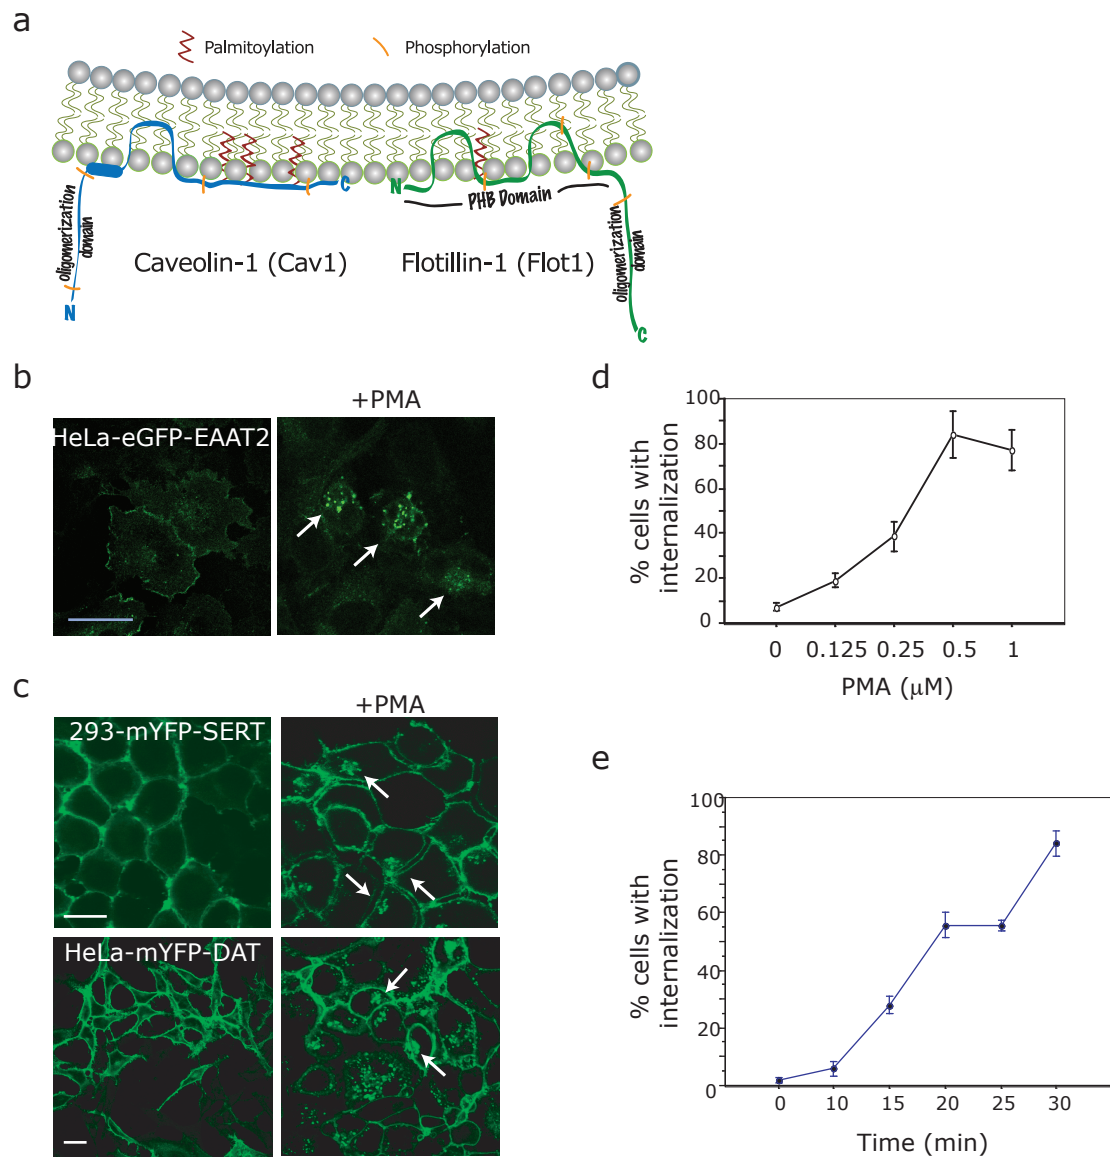 a
Palmitoylation
Phosphorylation
oligomerization
domain
N
C
Caveolin-1 (Cav1)
N
PHB Domain
Flotillin-1 (Flot1)
oligomerization
domain
C
b
+PMA
HeLa-eGFP-EAAT2
c
+PMA
293-mYFP-SERT
HeLa-mYFP-DAT
d
% cells with
internalization
100
80
60
40
20
0
0 0.125 0.25 0.5 1
PMA (μM)
e
% cells with
internalization
100
80
60
40
20
0
0 10 15 20 25 30
Time (min)